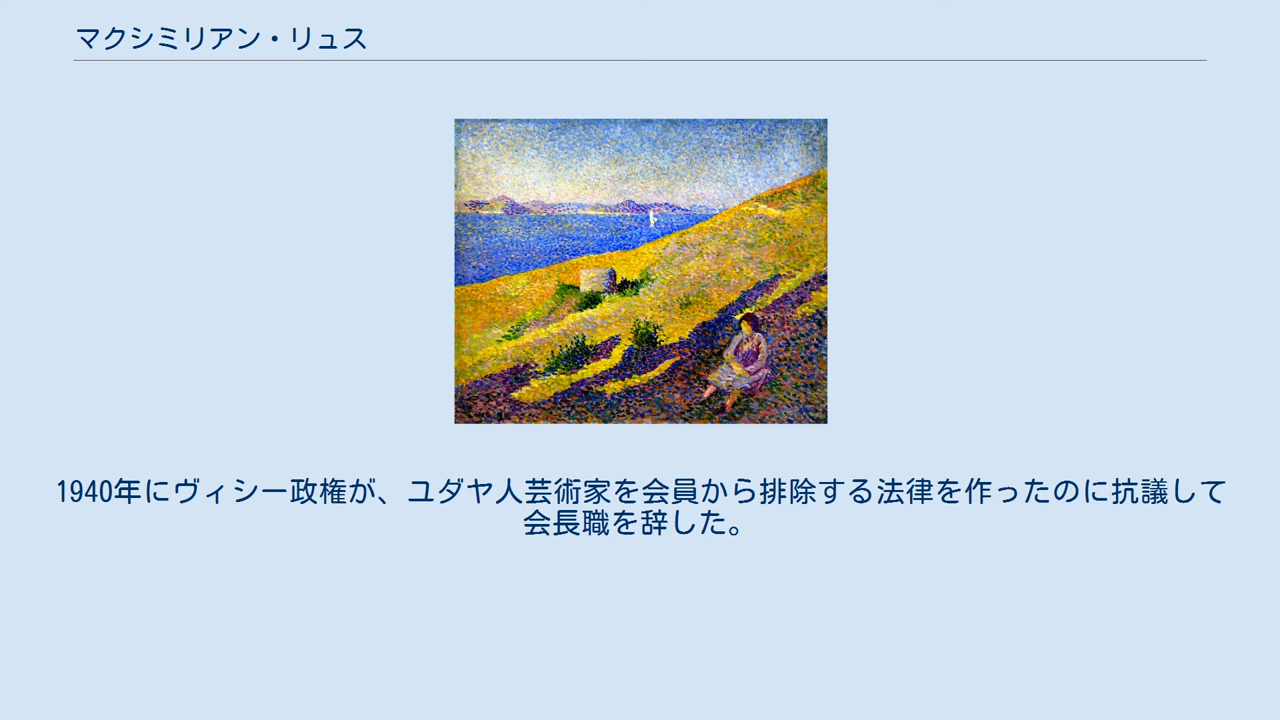 マクシミリアン・リュス
1940年にヴィシー政権が、ユダヤ人芸術家を会員から排除する法律を作ったのに抗議して
会長職を辞した。